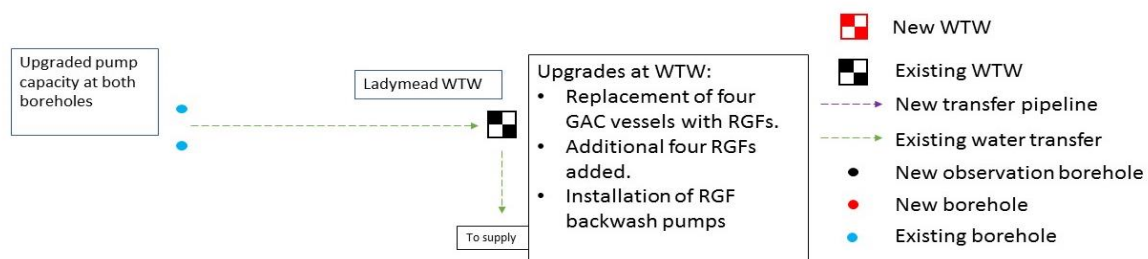 Upgraded pump
capacity at both
boreholes
Ladymead WTW
To supply
Upgrades at WTW:
• Replacement of four
GAC vessels with RGFs.
• Additional four RGFs
added.
• Installation of RGF
backwash pumps
New WTW
Existing WTW
New transfer pipeline
Existing water transfer
New observation borehole
New borehole
Existing borehole